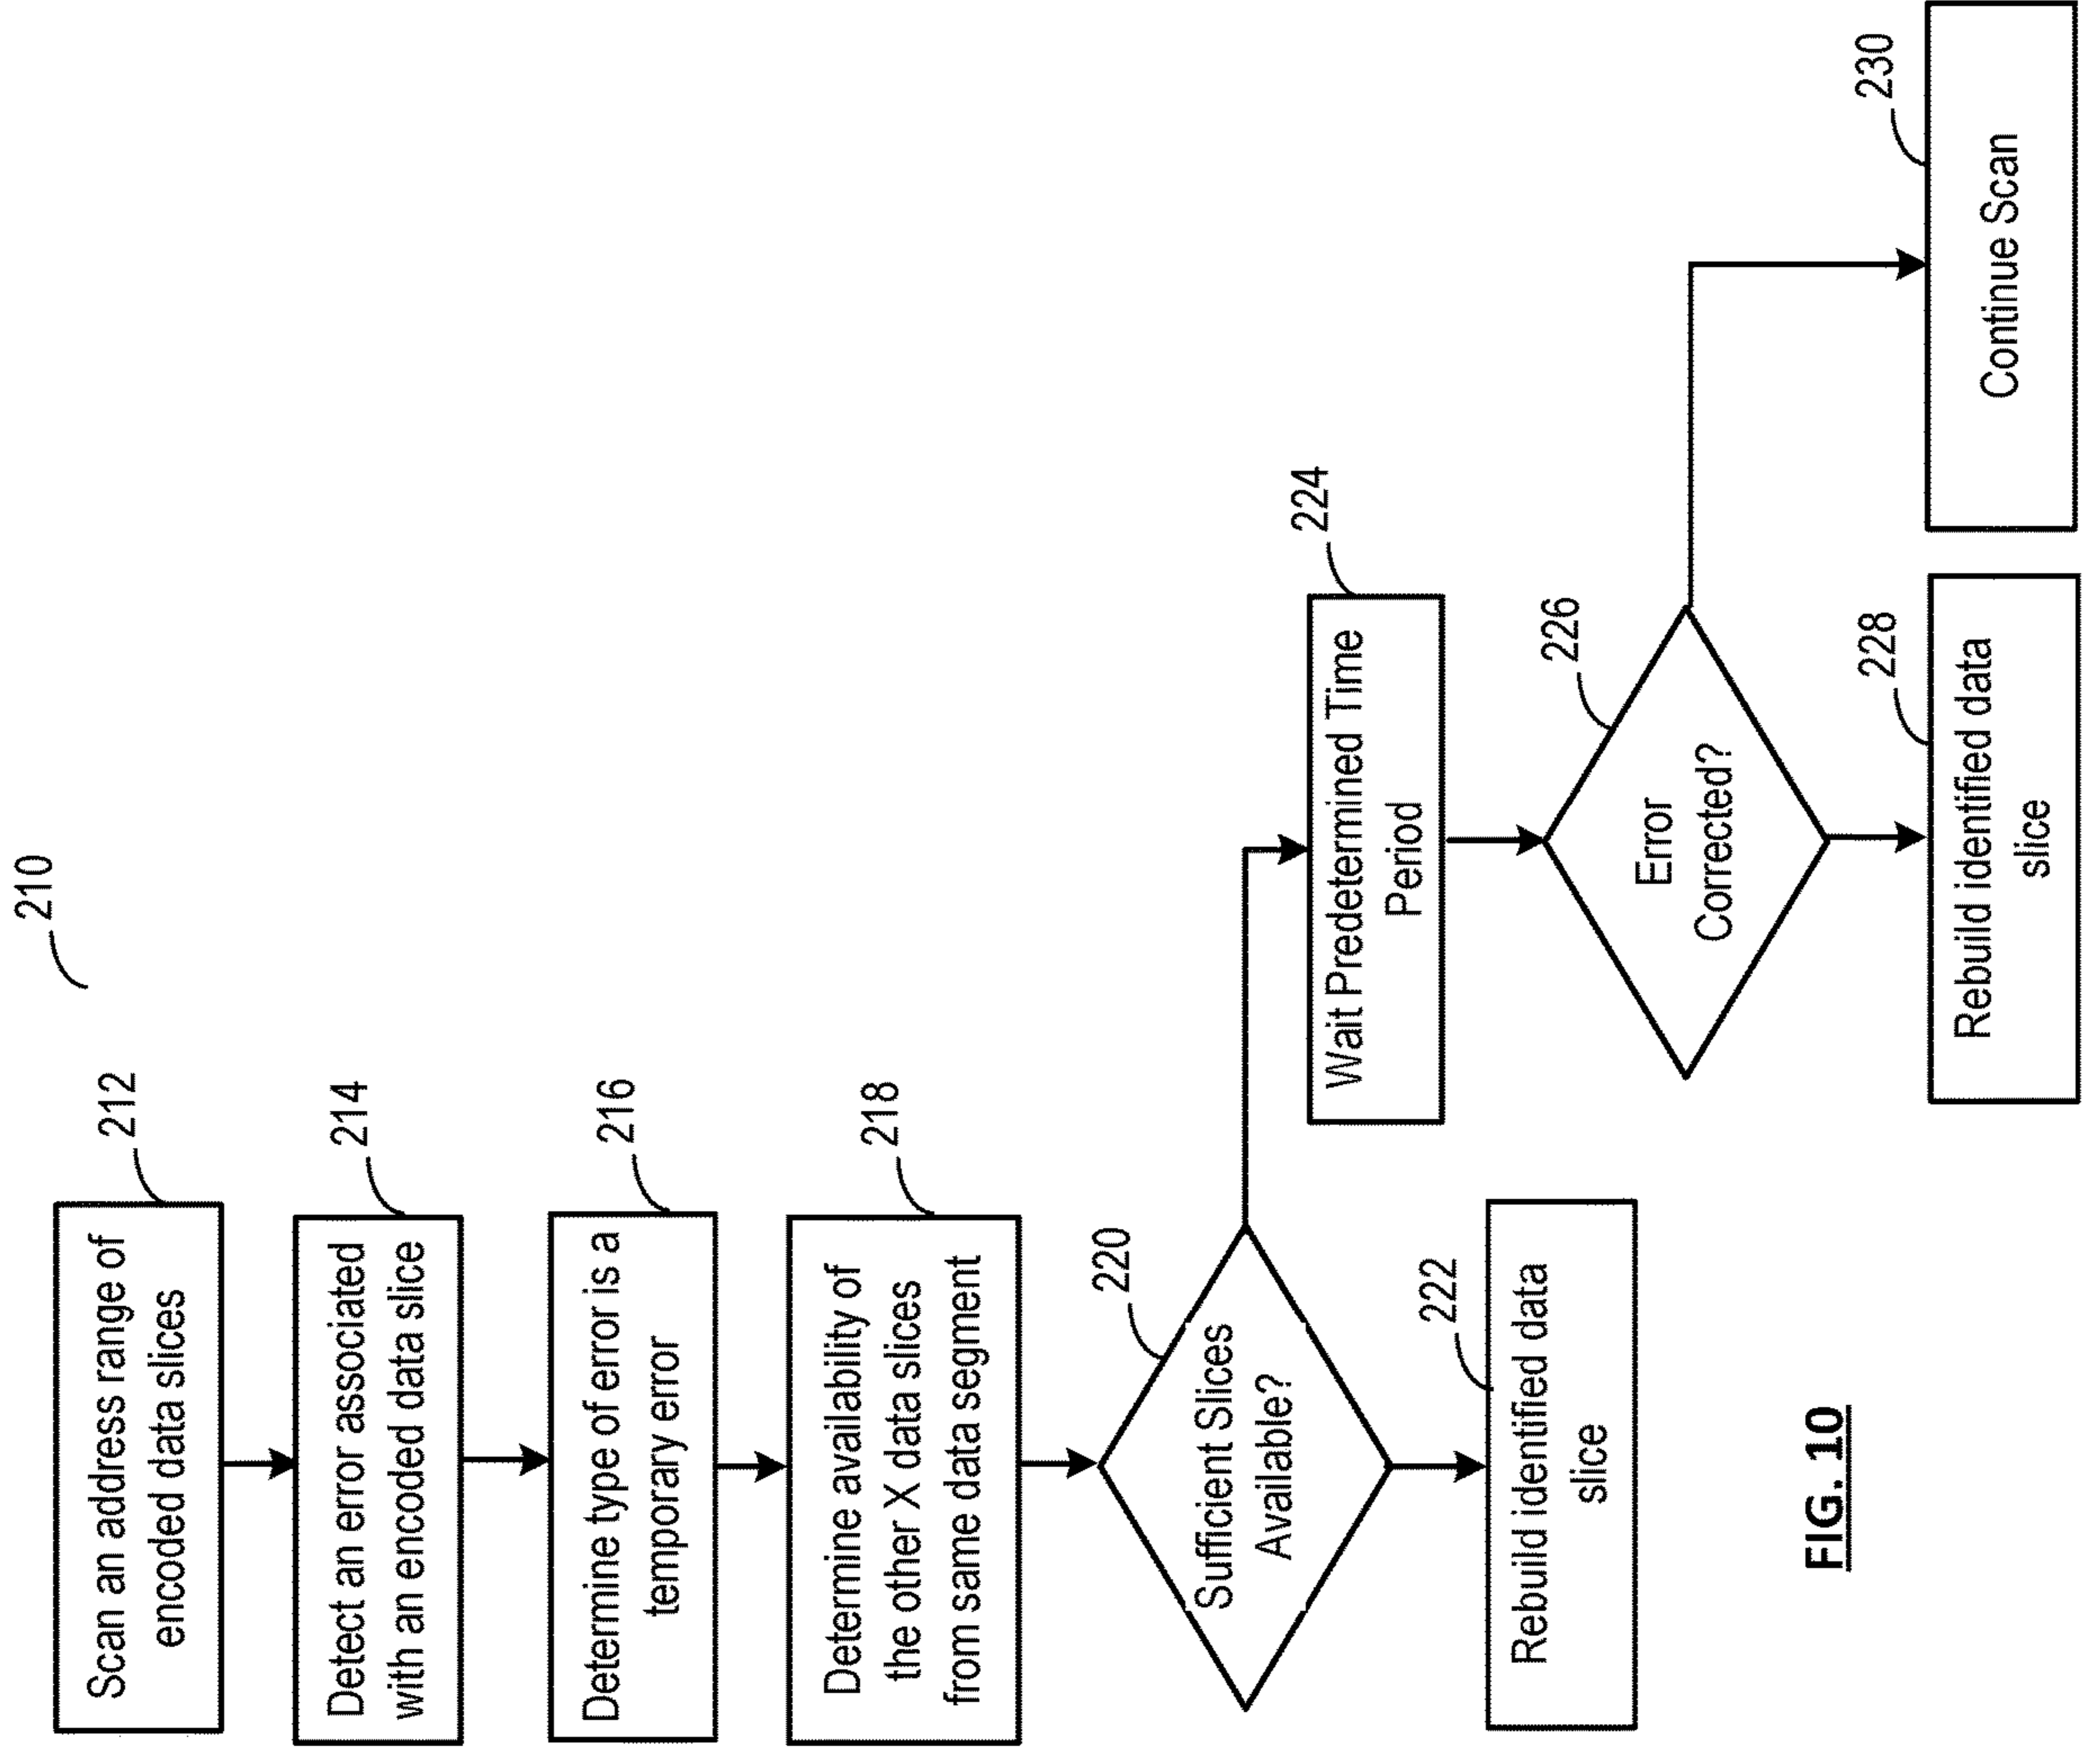 210
212
Scan an address range of
encoded data slices
214
Detect an error associated
with an encoded data slice
216
Determine type of error is a
temporary error
218
Determine availability of
the other X data slices
from same data segment
220
Sufficient Slices
Available?
222
Rebuild identified data
slice
224
Wait Predetermined Time
Period
226
Error
Corrected?
228
Rebuild identified data
slice
230
Continue Scan
FIG. 10